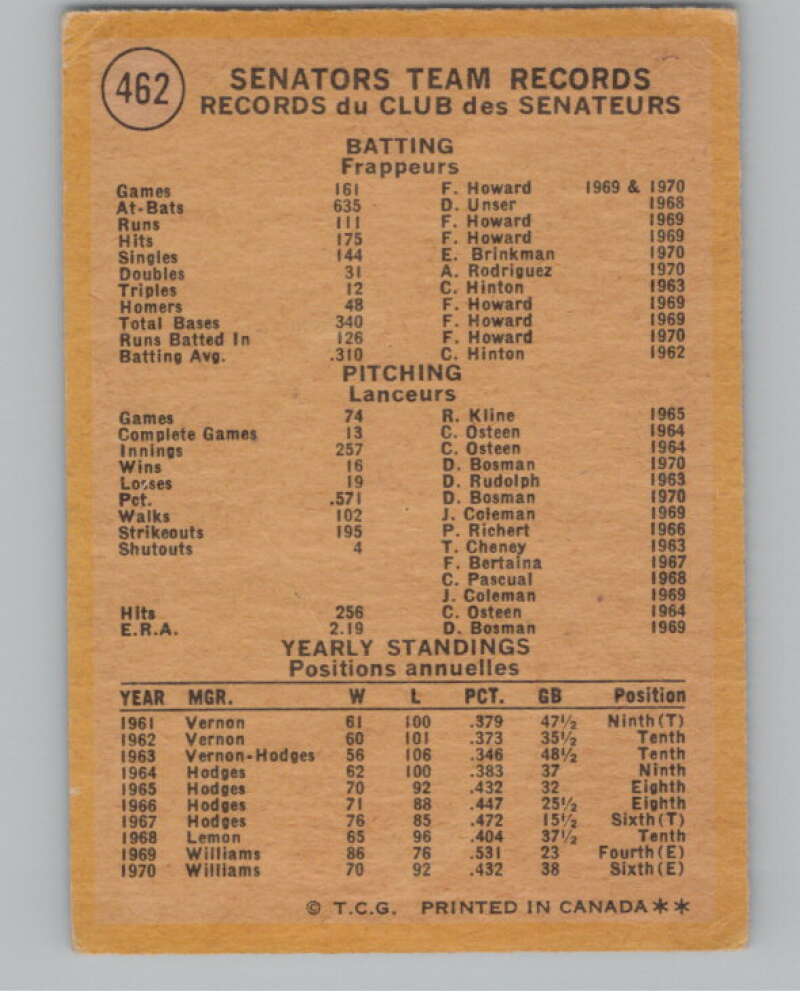 462
SENATORS TEAM RECORDS
RECORDS du CLUB des SENATEURS
BATTING
Frappeurs
Games 161 F. Howard 1969 & 1970
At-Bats 635 D. Unser 1968
Runs 111 F. Howard 1969
Hits 175 F. Howard 1969
Singles 144 E. Brinkman 1970
Doubles 31 A. Rodriguez 1970
Triples 12 C. Hinton 1963
Homers 48 F. Howard 1969
Total Bases 340 F. Howard 1969
Runs Batted In 126 F. Howard 1970
Batting Avg. .310 C. Hinton 1962
PITCHING
Lanceurs
Games 74 R. Kline 1965
Complete Games 13 C. Osteen 1964
Innings 257 C. Osteen 1964
Wins 16 D. Bosman 1970
Losses 19 D. Rudolph 1963
Pct. .571 D. Bosman 1970
Walks 102 J. Coleman 1969
Strikeouts 195 P. Richert 1966
Shutouts 4 T. Cheney 1963
F. Bertaina 1967
C. Pascual 1968
J. Coleman 1969
Hits 256 C. Osteen 1964
E.R.A. 2.19 D. Bosman 1969
YEARLY STANDINGS
Positions annuelles
YEAR MGR. W L PCT. GB Position
1961 Vernon 61 100 .379 47½ Ninth(T)
1962 Vernon 60 101 .373 35½ Tenth
1963 Vernon-Hodges 56 106 .346 48½ Tenth
1964 Hodges 62 100 .383 37 Ninth
1965 Hodges 70 92 .432 32 Eighth
1966 Hodges 71 88 .447 25½ Eighth
1967 Hodges 76 85 .472 15½ Sixth(T)
1968 Lemon 65 96 .404 37½ Tenth
1969 Williams 86 76 .531 23 Fourth(E)
1970 Williams 70 92 .432 38 Sixth(E)
© T.C.G. PRINTED IN CANADA**